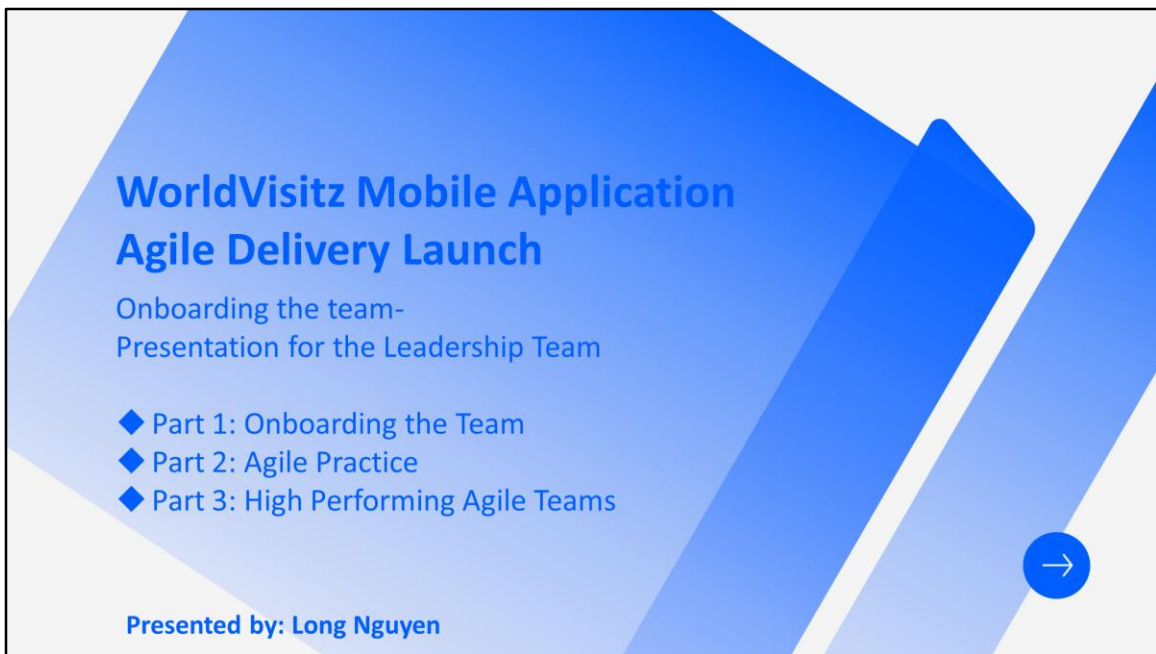 WorldVisitz Mobile Application
Agile Delivery Launch
Onboarding the team-
Presentation for the Leadership Team
◆ Part 1: Onboarding the Team
◆ Part 2: Agile Practice
◆ Part 3: High Performing Agile Teams
Presented by: Long Nguyen